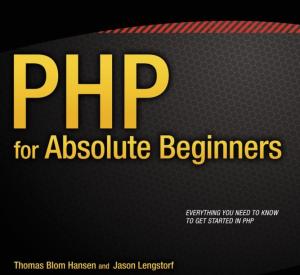 PHP
for Absolute Beginners
EVERYTHING YOU NEED TO KNOW
TO GET STARTED IN PHP
Thomas Blom Hansen and Jason Lengstorf